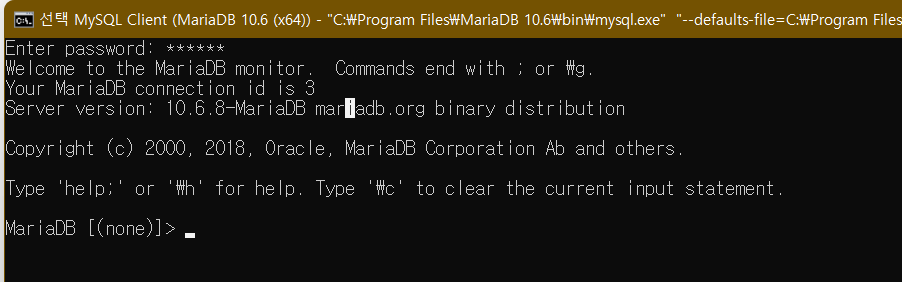 선택 MySQL Client (MariaDB 10.6 (x64)) - "C:₩Program Files₩MariaDB 10.6₩bin₩mysql.exe"  "--defaults-file=C:₩Program Files
Enter password: ******
Welcome to the MariaDB monitor.  Commands end with ; or ₩g.
Your MariaDB connection id is 3
Server version: 10.6.8-MariaDB mariadb.org binary distribution
Copyright (c) 2000, 2018, Oracle, MariaDB Corporation Ab and others.
Type 'help;' or '₩h' for help. Type '₩c' to clear the current input statement.
MariaDB [(none)]> _